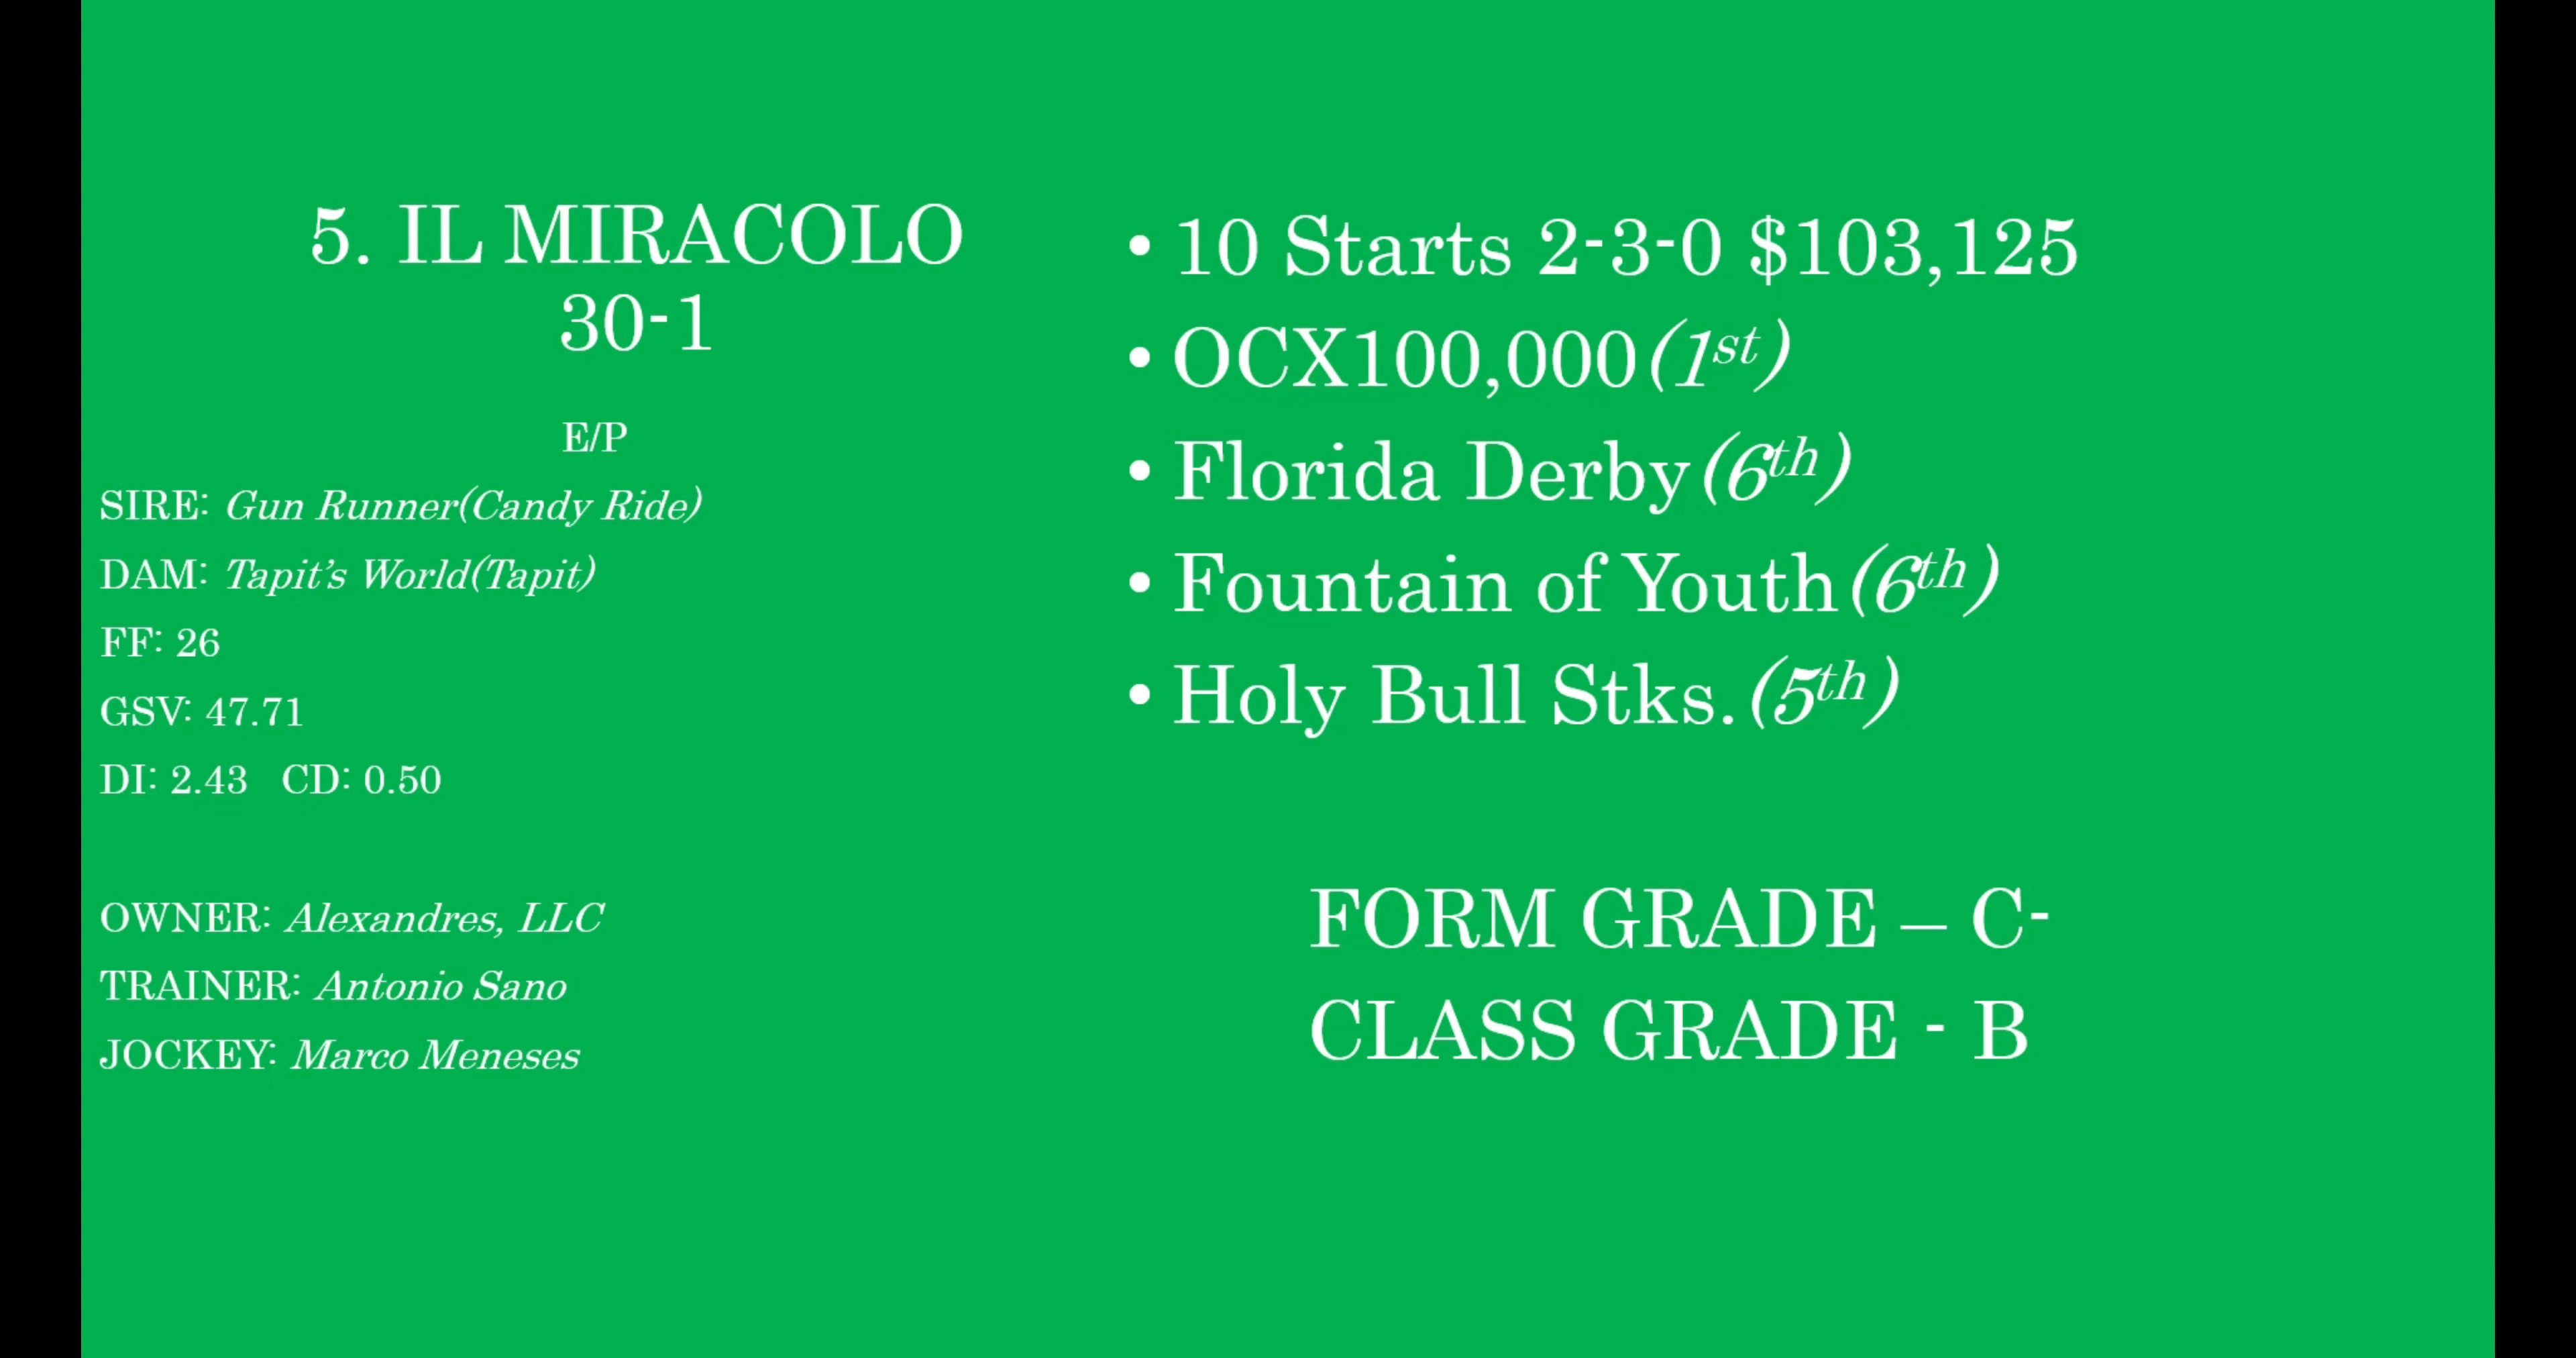 5. IL MIRACOLO
30-1
E/P
SIRE: Gun Runner(Candy Ride)
DAM: Tapit's World(Tapit)
FF: 26
GSV: 47.71
DI: 2.43 CD: 0.50
OWNER: Alexandres, LLC
TRAINER: Antonio Sano
JOCKEY: Marco Meneses
• 10 Starts 2-3-0 $103,125
• OCX100,000(1st)
• Florida Derby(6th)
• Fountain of Youth(6th)
• Holy Bull Stks.(5th)
FORM GRADE – C-
CLASS GRADE - B